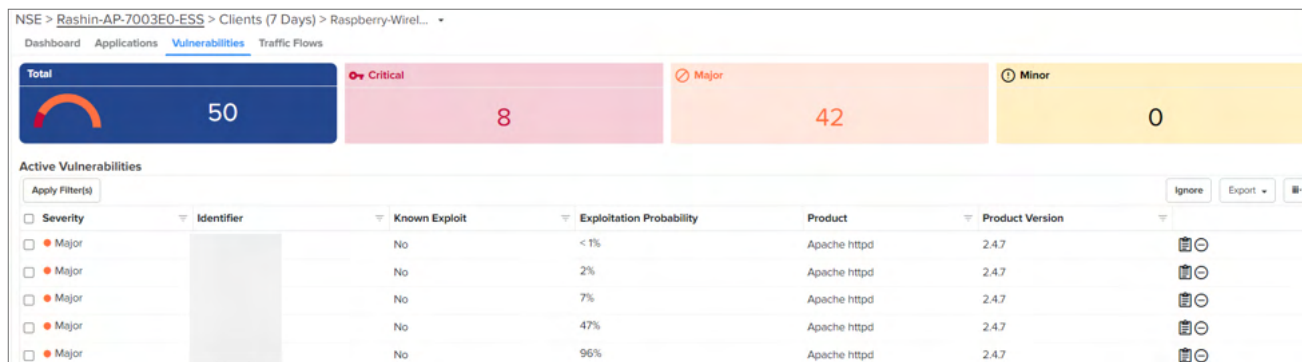 NSE > Rashin-AP-7003E0-ESS > Clients (7 Days) > Raspberry-Wirel...
Dashboard Applications Vulnerabilities Traffic Flows
Total Critical Major Minor
50 8 42 0
Active Vulnerabilities
Apply Filter(s) Ignore Export
Severity Identifier Known Exploit Exploitation Probability Product Product Version
Major No < 1% Apache httpd 2.4.7
Major No 2% Apache httpd 2.4.7
Major No 7% Apache httpd 2.4.7
Major No 47% Apache httpd 2.4.7
Major No 96% Apache httpd 2.4.7